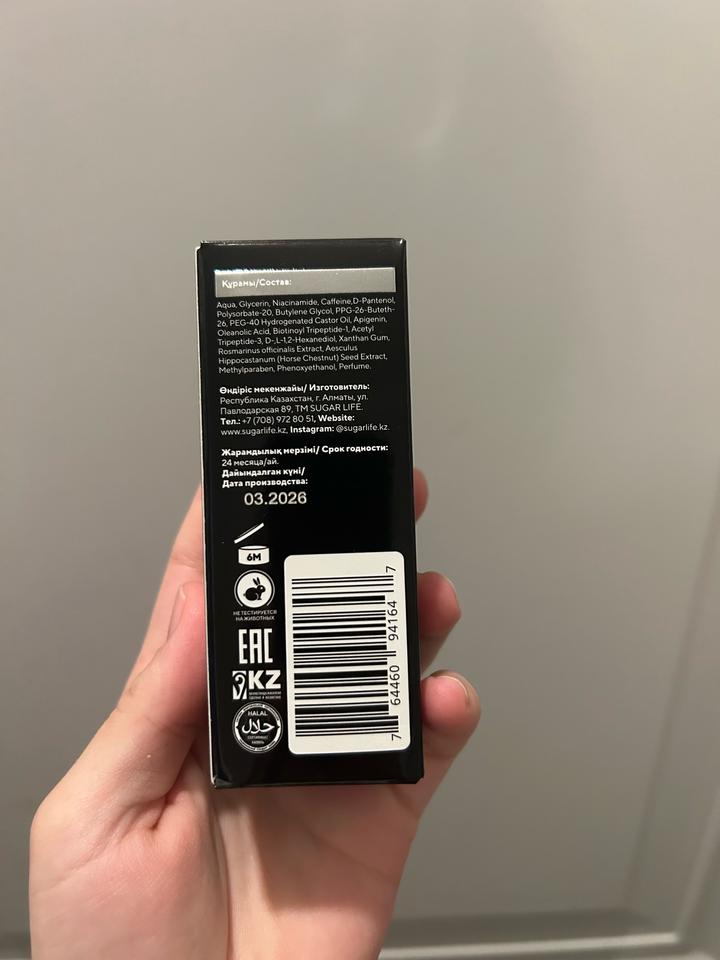 Құрамы/Состав:
Aqua, Glycerin, Niacinamide, Caffeine,D-Pantenol,
Polysorbate-20, Butylene Glycol, PPG-26-Buteth-
26, PEG-40 Hydrogenated Castor Oil, Apigenin,
Oleanolic Acid, Biotinoyl Tripeptide-1, Acetyl
Tripeptide-3, D-,L-1,2-Hexanediol, Xanthan Gum,
Rosmarinus officinalis Extract, Aesculus
Hippocastanum (Horse Chestnut) Seed Extract,
Methylparaben, Phenoxyethanol, Perfume.
Өндіріс мекенжайы/ Изготовитель:
Республика Казахстан, г. Алматы, ул.
Павлодарская 89, ТМ SUGAR LIFE.
Тел.: +7 (708) 972 80 51, Website:
www.sugarlife.kz, Instagram: @sugarlife.kz.
Жарамдылық мерзімі/ Срок годности:
24 месяца/ай.
Дайындалған күні/
Дата производства:
03.2026
6M
НЕ ТЕСТИРУЕТСЯ
НА ЖИВОТНЫХ
EAC
KZ
HALAL
حلال
7 64460 94164 7